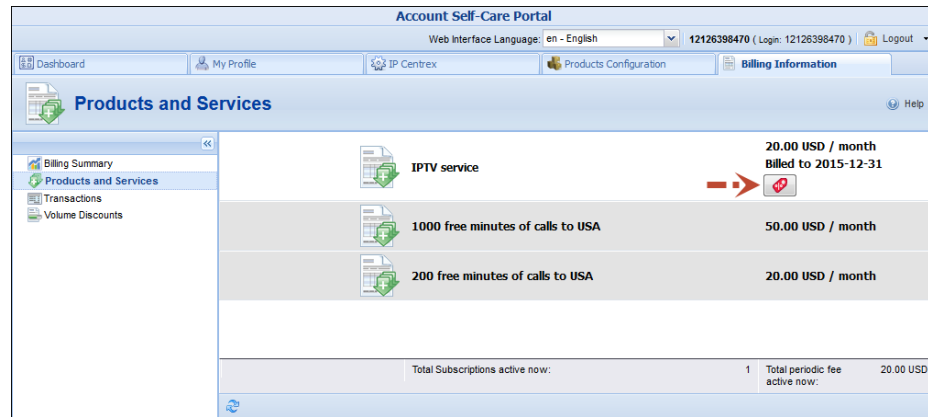 Account Self-Care Portal
Web Interface Language: en - English 12126398470 ( Login: 12126398470 ) Logout
Dashboard My Profile IP Centrex Products Configuration Billing Information
Products and Services Help
Billing Summary
Products and Services
Transactions
Volume Discounts
IPTV service 20.00 USD / month
Billed to 2015-12-31
1000 free minutes of calls to USA 50.00 USD / month
200 free minutes of calls to USA 20.00 USD / month
Total Subscriptions active now: 1 Total periodic fee active now: 20.00 USD